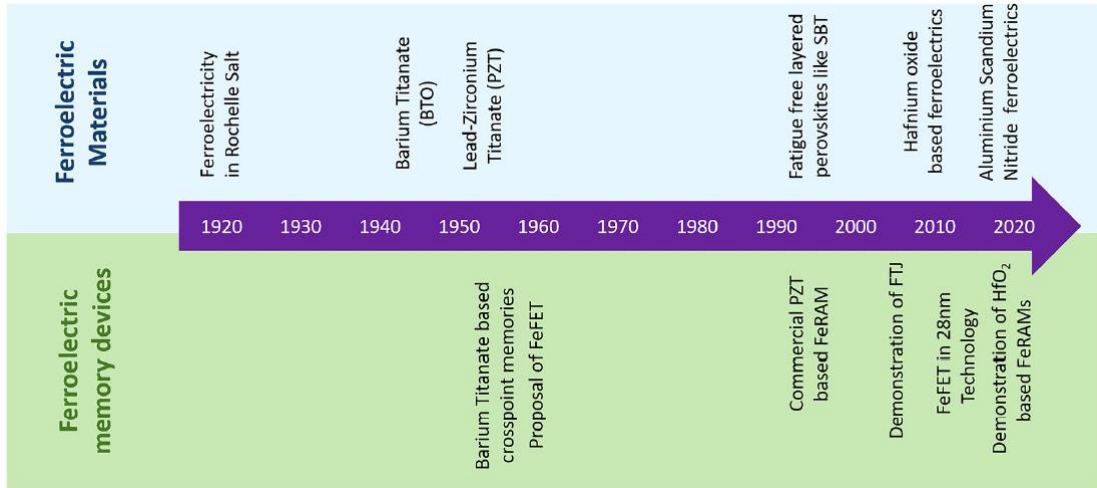 Ferroelectric
Materials
Ferroelectricity
in Rochelle Salt
Barium Titanate
(BTO)
Lead-Zirconium
Titanate (PZT)
Fatigue free layered
perovskites like SBT
Hafnium oxide
based ferroelectrics
Aluminium Scandium
Nitride ferroelectrics
1920 1930 1940 1950 1960 1970 1980 1990 2000 2010 2020
Ferroelectric
memory devices
Barium Titanate based
crosspoint memories
Proposal of FeFET
Commercial PZT
based FeRAM
Demonstration of FTJ
FeFET in 28nm
Technology
Demonstration of HfO₂
based FeRAMs